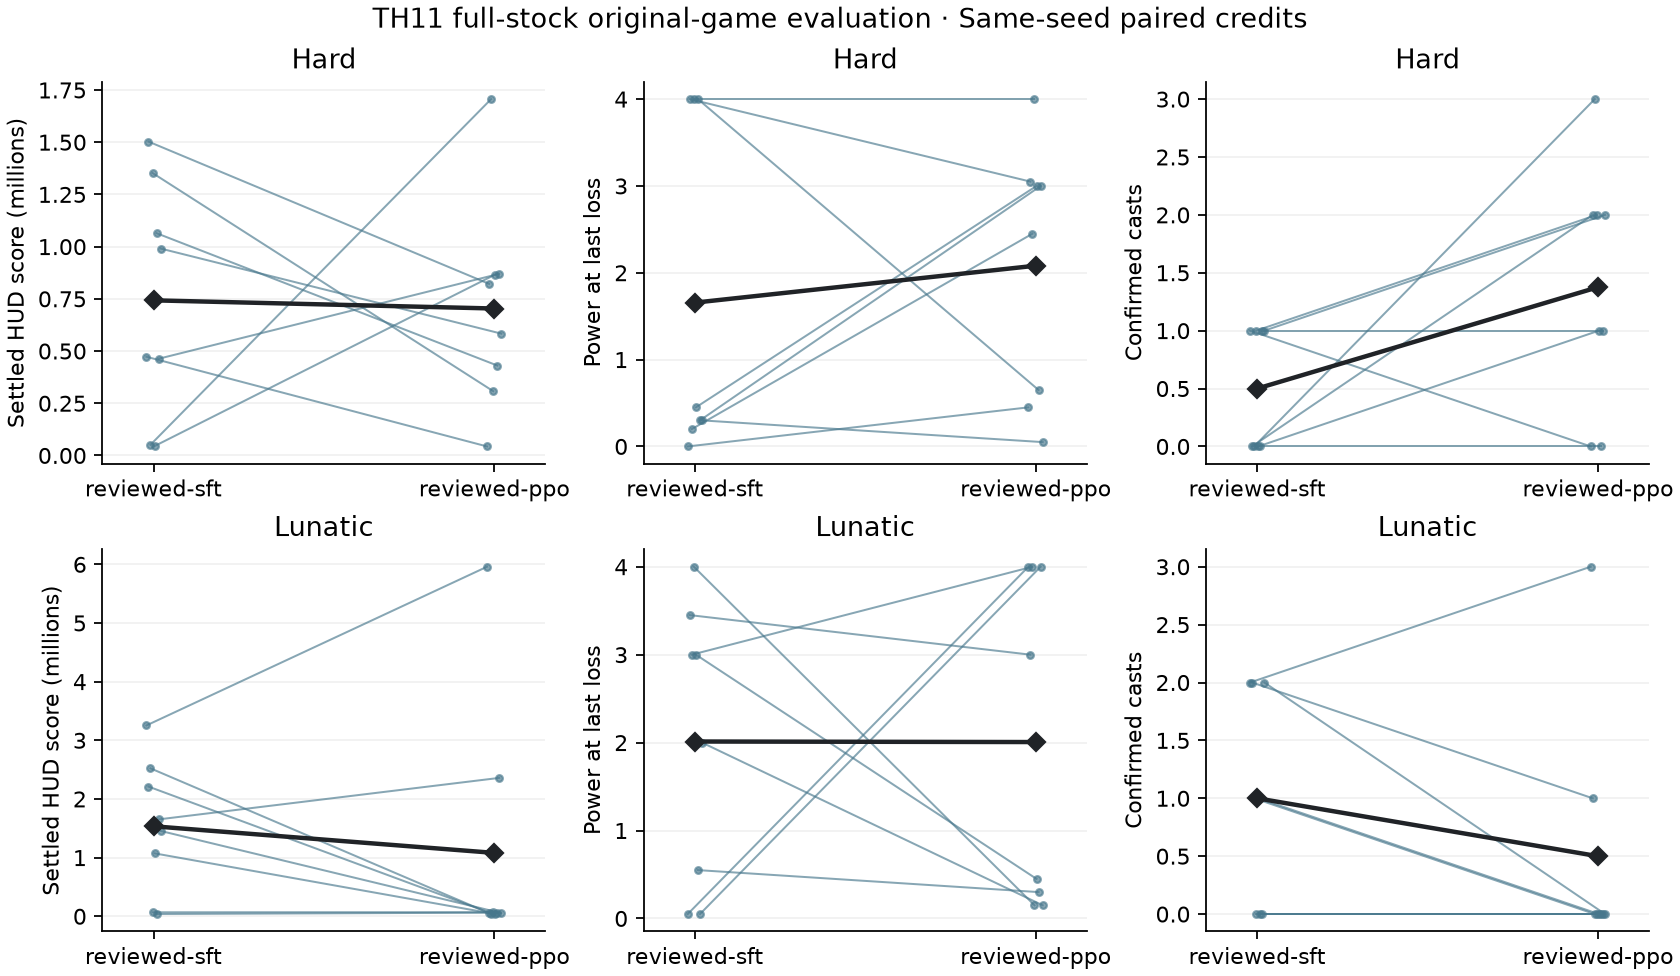 TH11 full-stock original-game evaluation · Same-seed paired credits
Hard
Settled HUD score (millions)
1.75
1.50
1.25
1.00
0.75
0.50
0.25
0.00
reviewed-sft
reviewed-ppo
Hard
Power at last loss
4
3
2
1
0
reviewed-sft
reviewed-ppo
Hard
Confirmed casts
3.0
2.5
2.0
1.5
1.0
0.5
0.0
reviewed-sft
reviewed-ppo
Lunatic
Settled HUD score (millions)
6
5
4
3
2
1
0
reviewed-sft
reviewed-ppo
Lunatic
Power at last loss
4
3
2
1
0
reviewed-sft
reviewed-ppo
Lunatic
Confirmed casts
3.0
2.5
2.0
1.5
1.0
0.5
0.0
reviewed-sft
reviewed-ppo